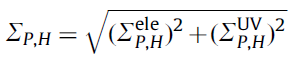 Σ_{P,H} = √((Σ^{ele}_{P,H})² + (Σ^{UV}_{P,H})²)